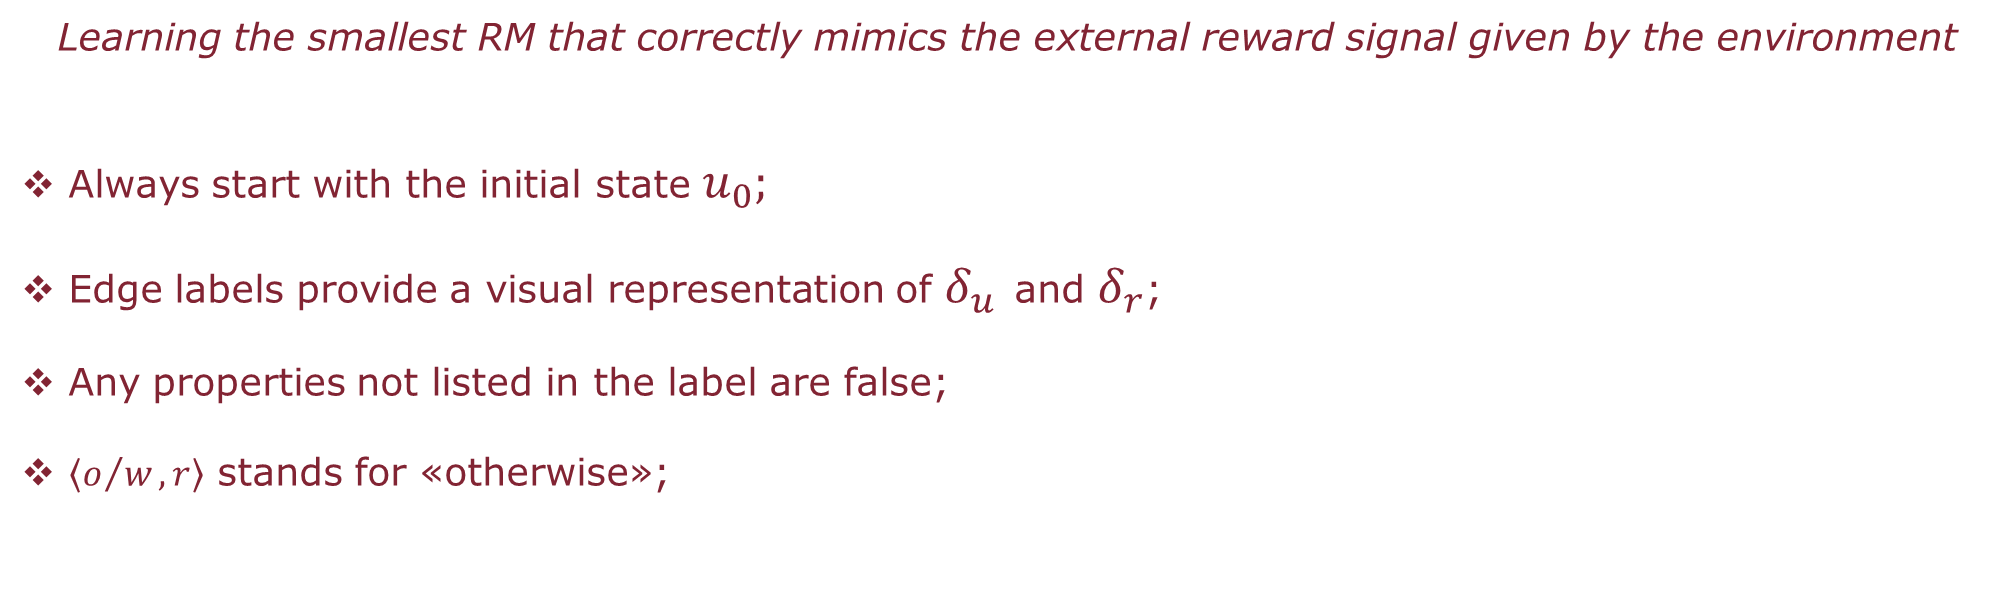 Learning the smallest RM that correctly mimics the external reward signal given by the environment
❖ Always start with the initial state 𝑢₀;
❖ Edge labels provide a visual representation of 𝛿ᵤ and 𝛿ᵣ;
❖ Any properties not listed in the label are false;
❖ ⟨𝑜/𝑤,𝑟⟩ stands for «otherwise»;